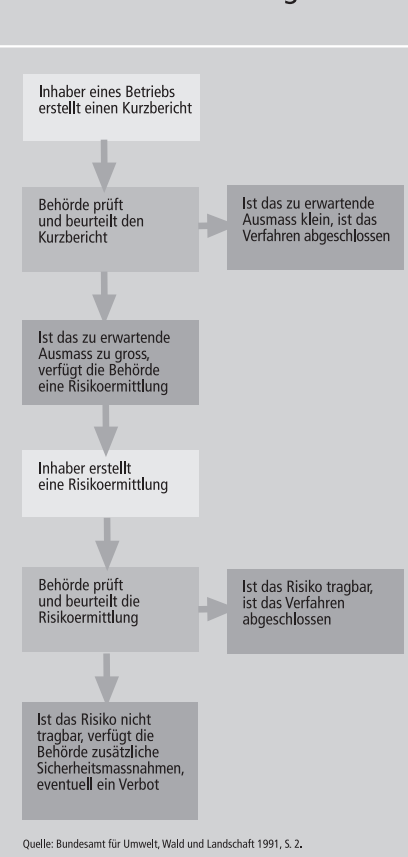 Inhaber eines Betriebs
erstellt einen Kurzbericht
Behörde prüft
und beurteilt den
Kurzbericht
Ist das zu erwartende
Ausmass klein, ist das
Verfahren abgeschlossen
Ist das zu erwartende
Ausmass zu gross,
verfügt die Behörde
eine Risikoermittlung
Inhaber erstellt
eine Risikoermittlung
Behörde prüft
und beurteilt die
Risikoermittlung
Ist das Risiko tragbar,
ist das Verfahren
abgeschlossen
Ist das Risiko nicht
tragbar, verfügt die
Behörde zusätzliche
Sicherheitsmassnahmen,
eventuell ein Verbot
Quelle: Bundesamt für Umwelt, Wald und Landschaft 1991, S. 2.